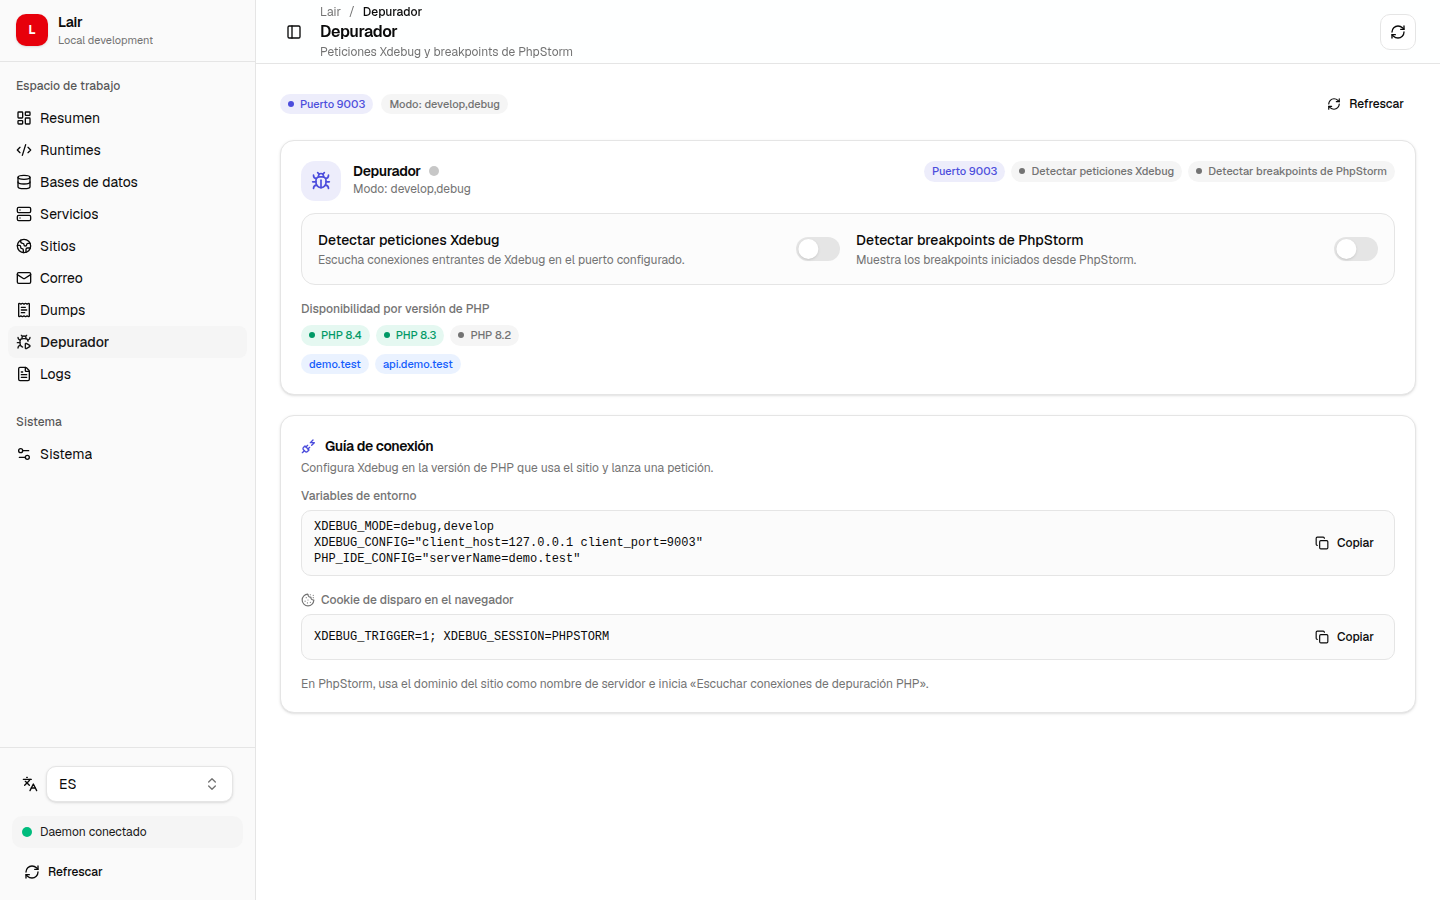 L
Lair
Local development
Espacio de trabajo
Resumen
Runtimes
Bases de datos
Servicios
Sitios
Correo
Dumps
Depurador
Logs
Sistema
Sistema
ES
Daemon conectado
Refrescar
Lair / Depurador
Depurador
Peticiones Xdebug y breakpoints de PhpStorm
Puerto 9003 Modo: develop,debug
Refrescar
Depurador
Modo: develop,debug
Puerto 9003 Detectar peticiones Xdebug Detectar breakpoints de PhpStorm
Detectar peticiones Xdebug
Escucha conexiones entrantes de Xdebug en el puerto configurado.
Detectar breakpoints de PhpStorm
Muestra los breakpoints iniciados desde PhpStorm.
Disponibilidad por versión de PHP
PHP 8.4 PHP 8.3 PHP 8.2
demo.test api.demo.test
Guía de conexión
Configura Xdebug en la versión de PHP que usa el sitio y lanza una petición.
Variables de entorno
XDEBUG_MODE=debug,develop
XDEBUG_CONFIG="client_host=127.0.0.1 client_port=9003"
PHP_IDE_CONFIG="serverName=demo.test"
Copiar
Cookie de disparo en el navegador
XDEBUG_TRIGGER=1; XDEBUG_SESSION=PHPSTORM
Copiar
En PhpStorm, usa el dominio del sitio como nombre de servidor e inicia «Escuchar conexiones de depuración PHP».